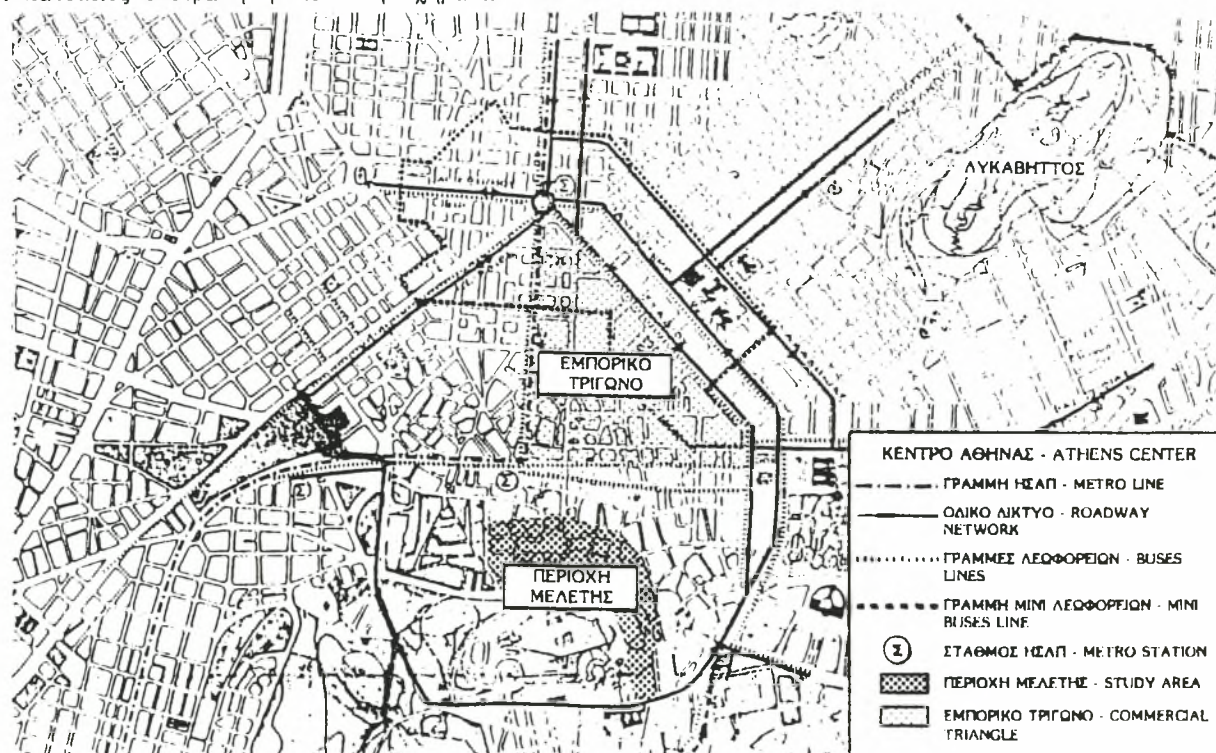 ΛΥΚΑΒΗΤΤΟΣ
Σ
ΕΜΠΟΡΙΚΟ
ΤΡΙΓΩΝΟ
Σ
Σ
ΠΕΡΙΟΧΗ
ΜΕΛΕΤΗΣ
ΚΕΝΤΡΟ ΑΘΗΝΑΣ - ATHENS CENTER
ΓΡΑΜΜΗ ΗΣΑΠ - METRO LINE
ΟΔΙΚΟ ΔΙΚΤΥΟ - ROADWAY
NETWORK
ΓΡΑΜΜΕΣ ΛΕΩΦΟΡΕΙΩΝ - BUSES
LINES
ΓΡΑΜΜΗ ΜΙΝΙ ΛΕΩΦΟΡΕΙΩΝ - MINI
BUSES LINE
Σ
ΣΤΑΘΜΟΣ ΗΣΑΠ - METRO STATION
ΠΕΡΙΟΧΗ ΜΕΛΕΤΗΣ - STUDY AREA
ΕΜΠΟΡΙΚΟ ΤΡΙΓΩΝΟ - COMMERCIAL
TRIANGLE